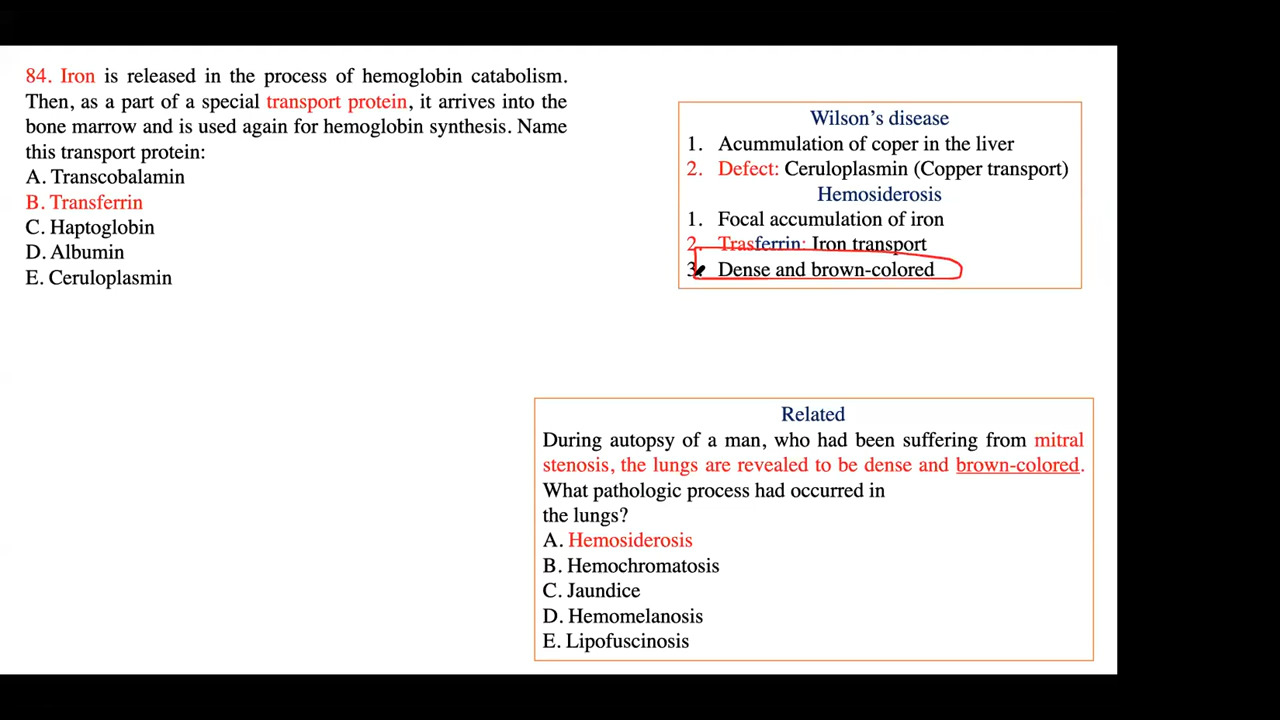 84. Iron is released in the process of hemoglobin catabolism.
Then, as a part of a special transport protein, it arrives into the
bone marrow and is used again for hemoglobin synthesis. Name
this transport protein:
A. Transcobalamin
B. Transferrin
C. Haptoglobin
D. Albumin
E. Ceruloplasmin
Wilson's disease
1. Acummulation of coper in the liver
2. Defect: Ceruloplasmin (Copper transport)
Hemosiderosis
1. Focal accumulation of iron
2. Trasferrin: Iron transport
3. Dense and brown-colored
Related
During autopsy of a man, who had been suffering from mitral
stenosis, the lungs are revealed to be dense and brown-colored.
What pathologic process had occurred in
the lungs?
A. Hemosiderosis
B. Hemochromatosis
C. Jaundice
D. Hemomelanosis
E. Lipofuscinosis